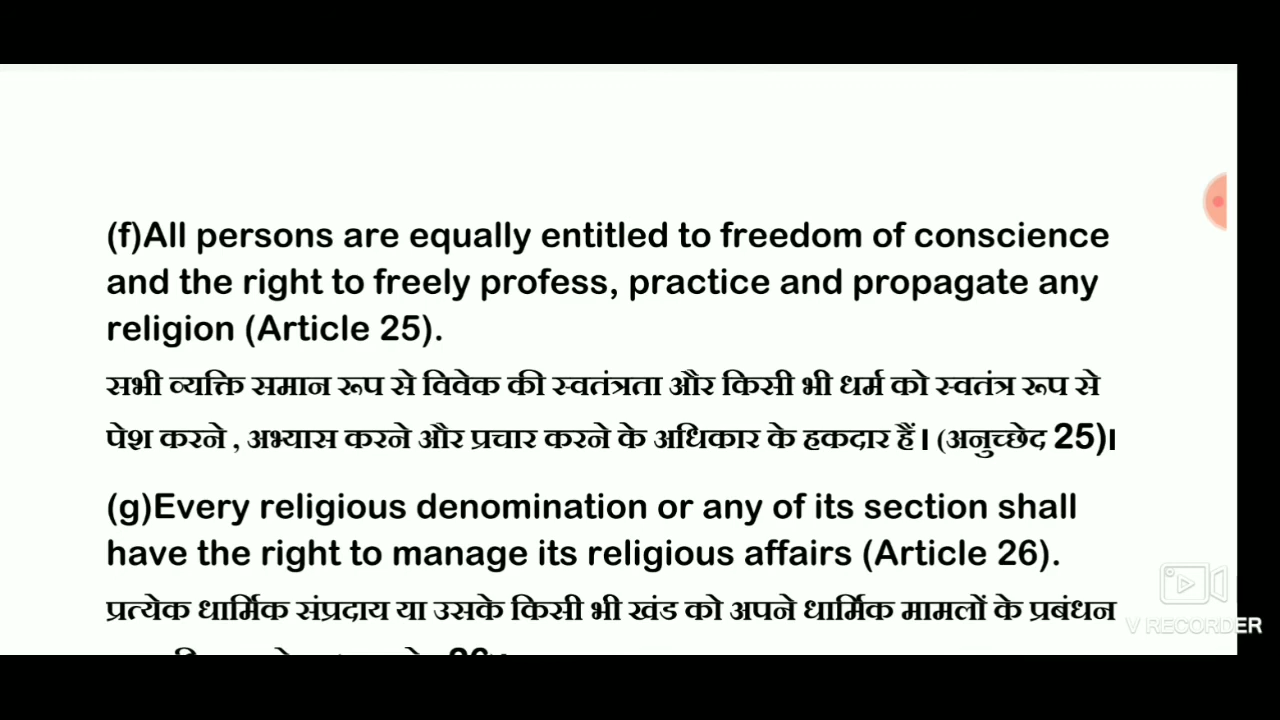 (f)All persons are equally entitled to freedom of conscience
and the right to freely profess, practice and propagate any
religion (Article 25).
सभी व्यक्ति समान रूप से विवेक की स्वतंत्रता और किसी भी धर्म को स्वतंत्र रूप से
पेश करने , अभ्यास करने और प्रचार करने के अधिकार के हकदार हैं। (अनुच्छेद 25)।
(g)Every religious denomination or any of its section shall
have the right to manage its religious affairs (Article 26).
प्रत्येक धार्मिक संप्रदाय या उसके किसी भी खंड को अपने धार्मिक मामलों के प्रबंधन
V RECORDER